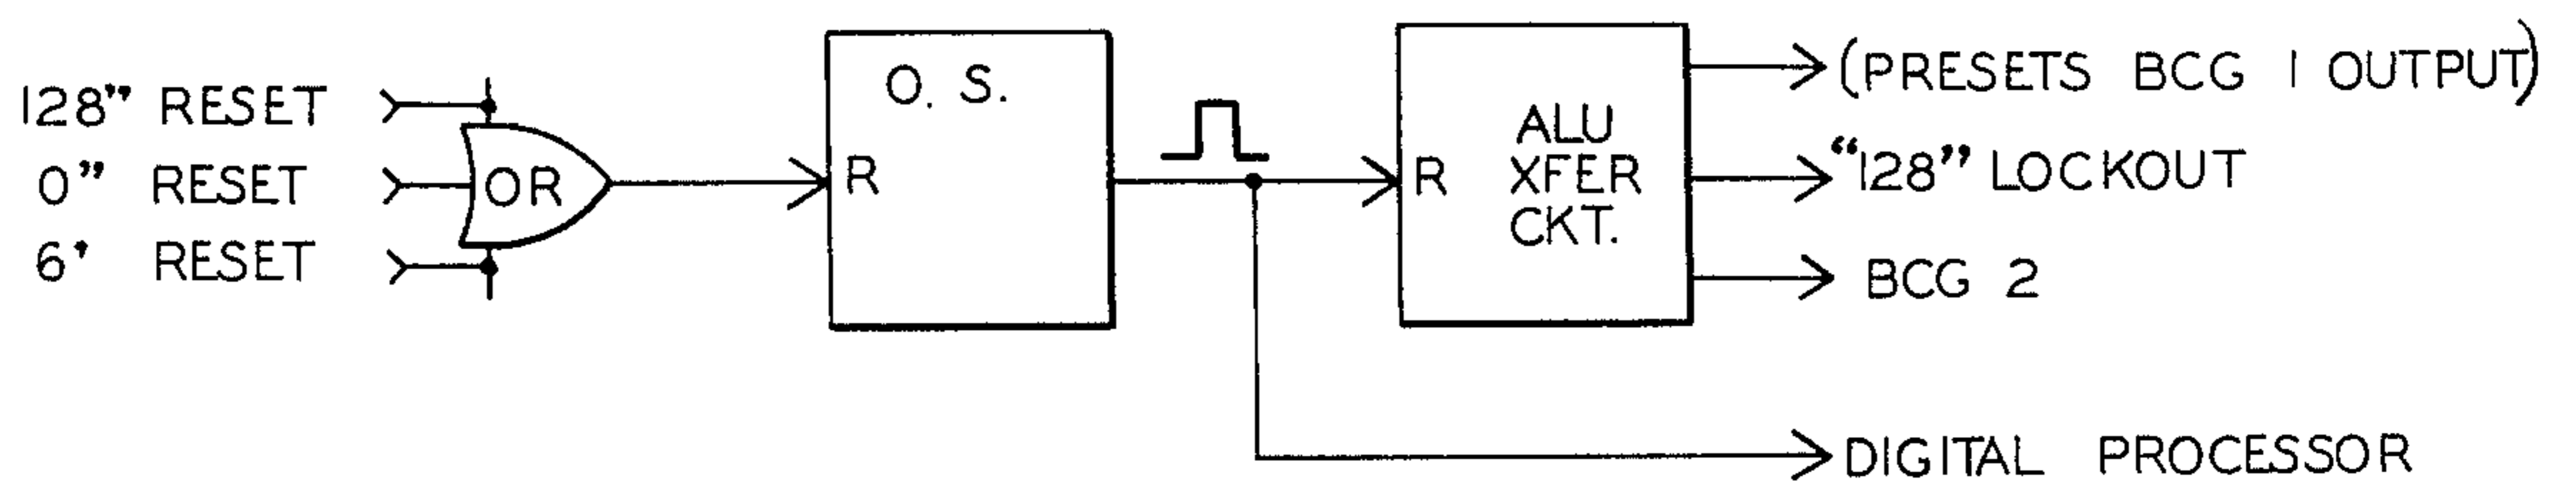 128” RESET
0” RESET
6' RESET
OR
O. S.
R
R
ALU
XFER
CKT.
(PRESETS BCG 1 OUTPUT)
“128” LOCKOUT
BCG 2
DIGITAL PROCESSOR